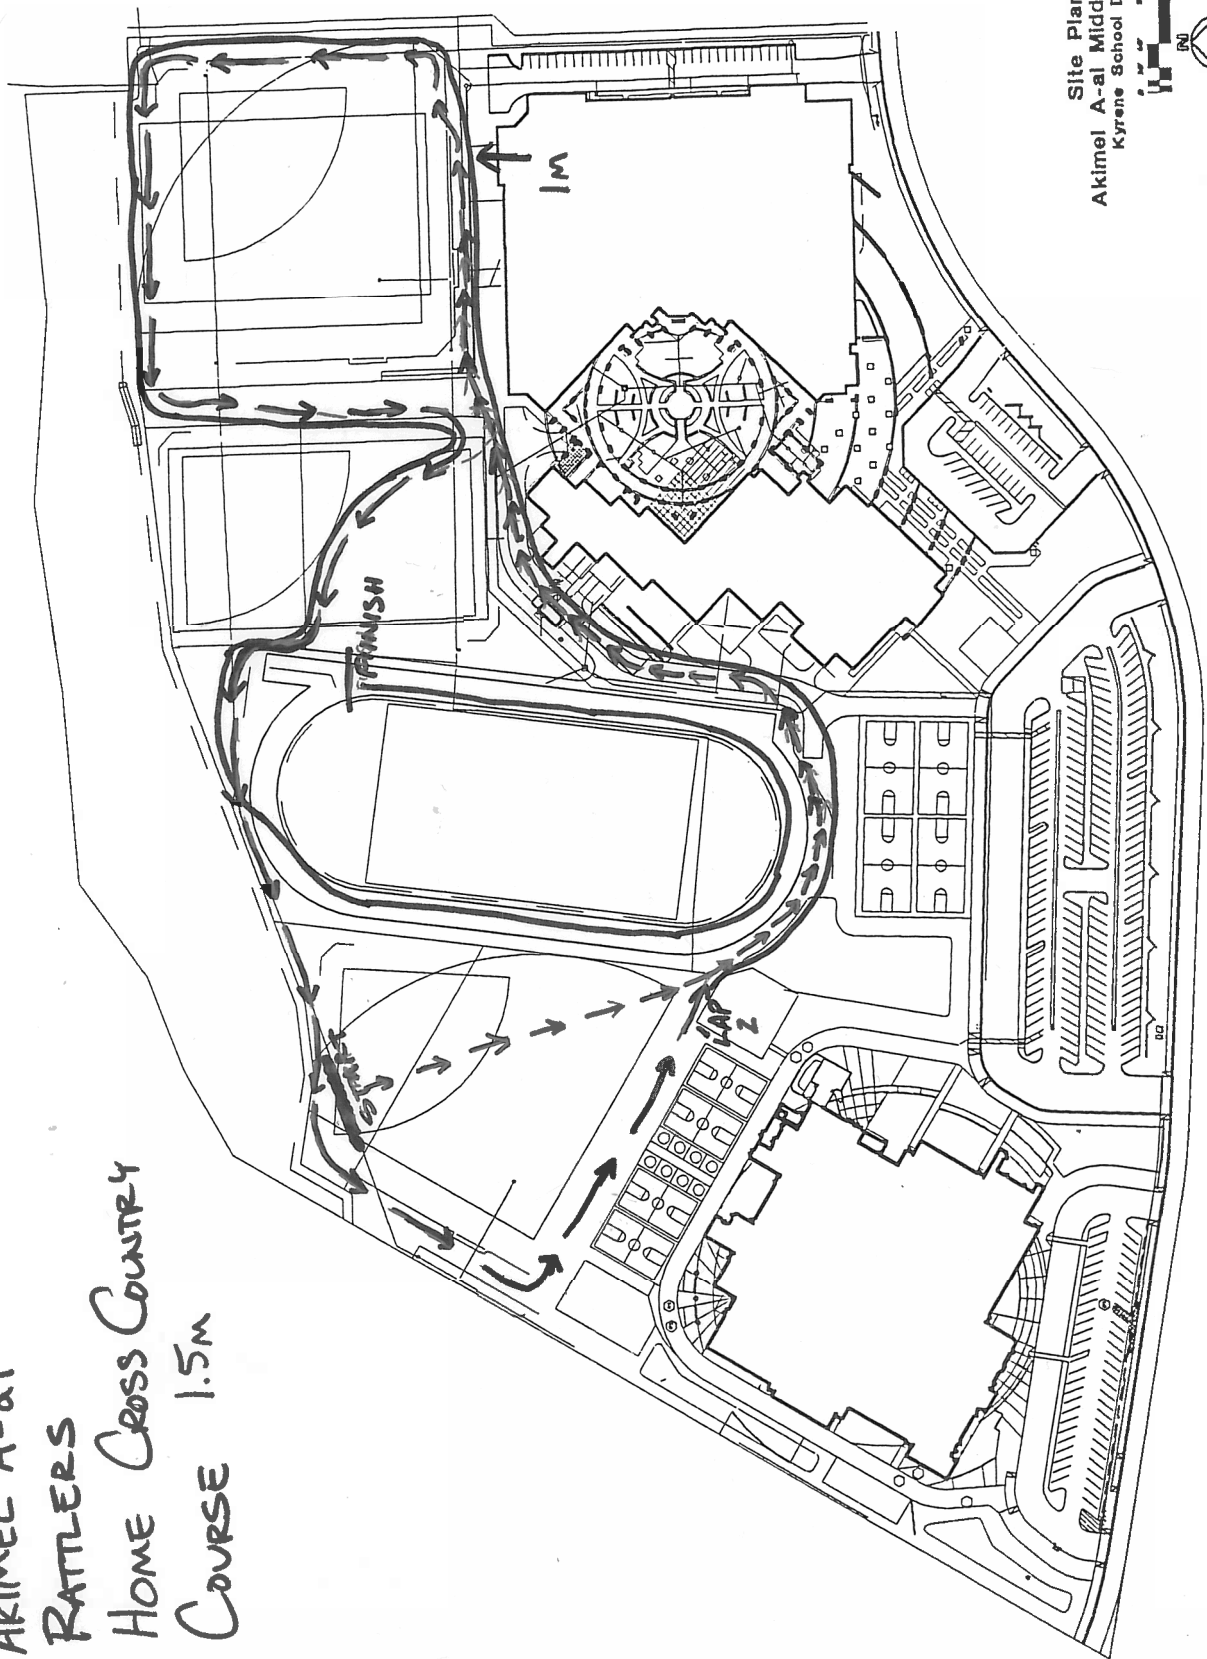 AKIMEL A-al
RATTLERS
HOME CROSS COUNTRY
COURSE 1.5M
START
LAP
2
FINISH
1M
Site Plan
Akimel A-al Midd
Kyrene School D
N